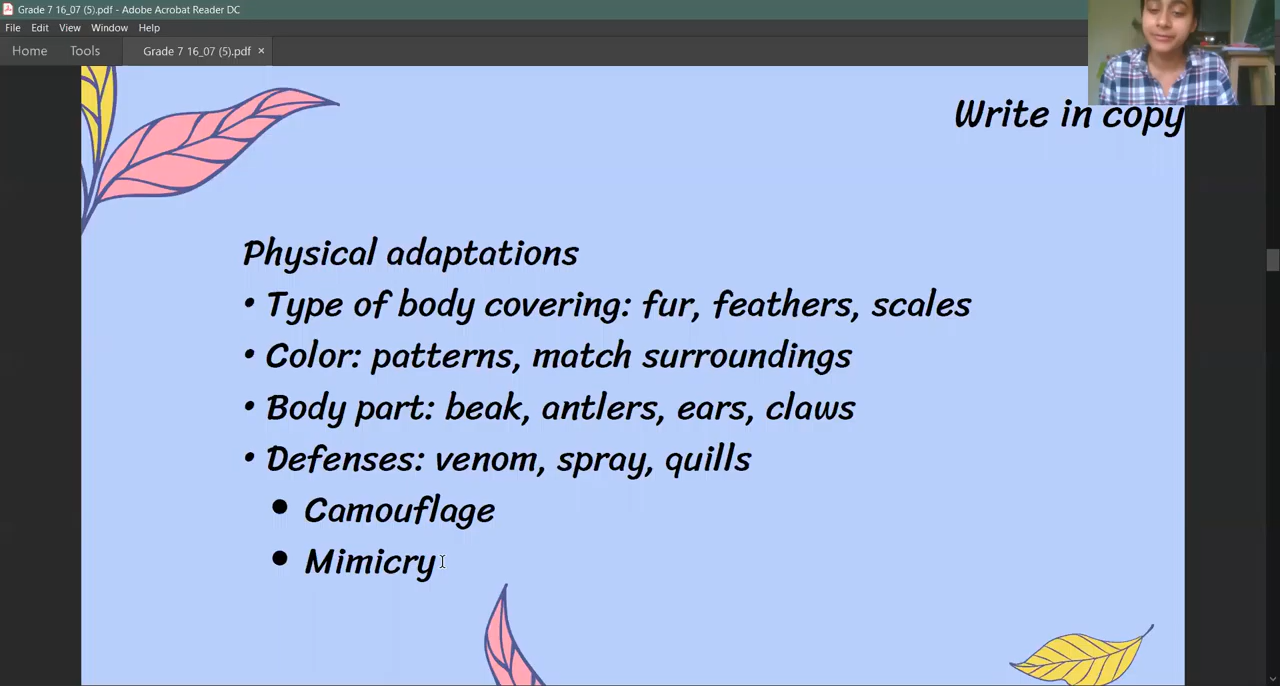 Grade 7 16_07 (5).pdf - Adobe Acrobat Reader DC
File Edit View Window Help
Home Tools Grade 7 16_07 (5).pdf ×
Write in copy
Physical adaptations
• Type of body covering: fur, feathers, scales
• Color: patterns, match surroundings
• Body part: beak, antlers, ears, claws
• Defenses: venom, spray, quills
• Camouflage
• Mimicry